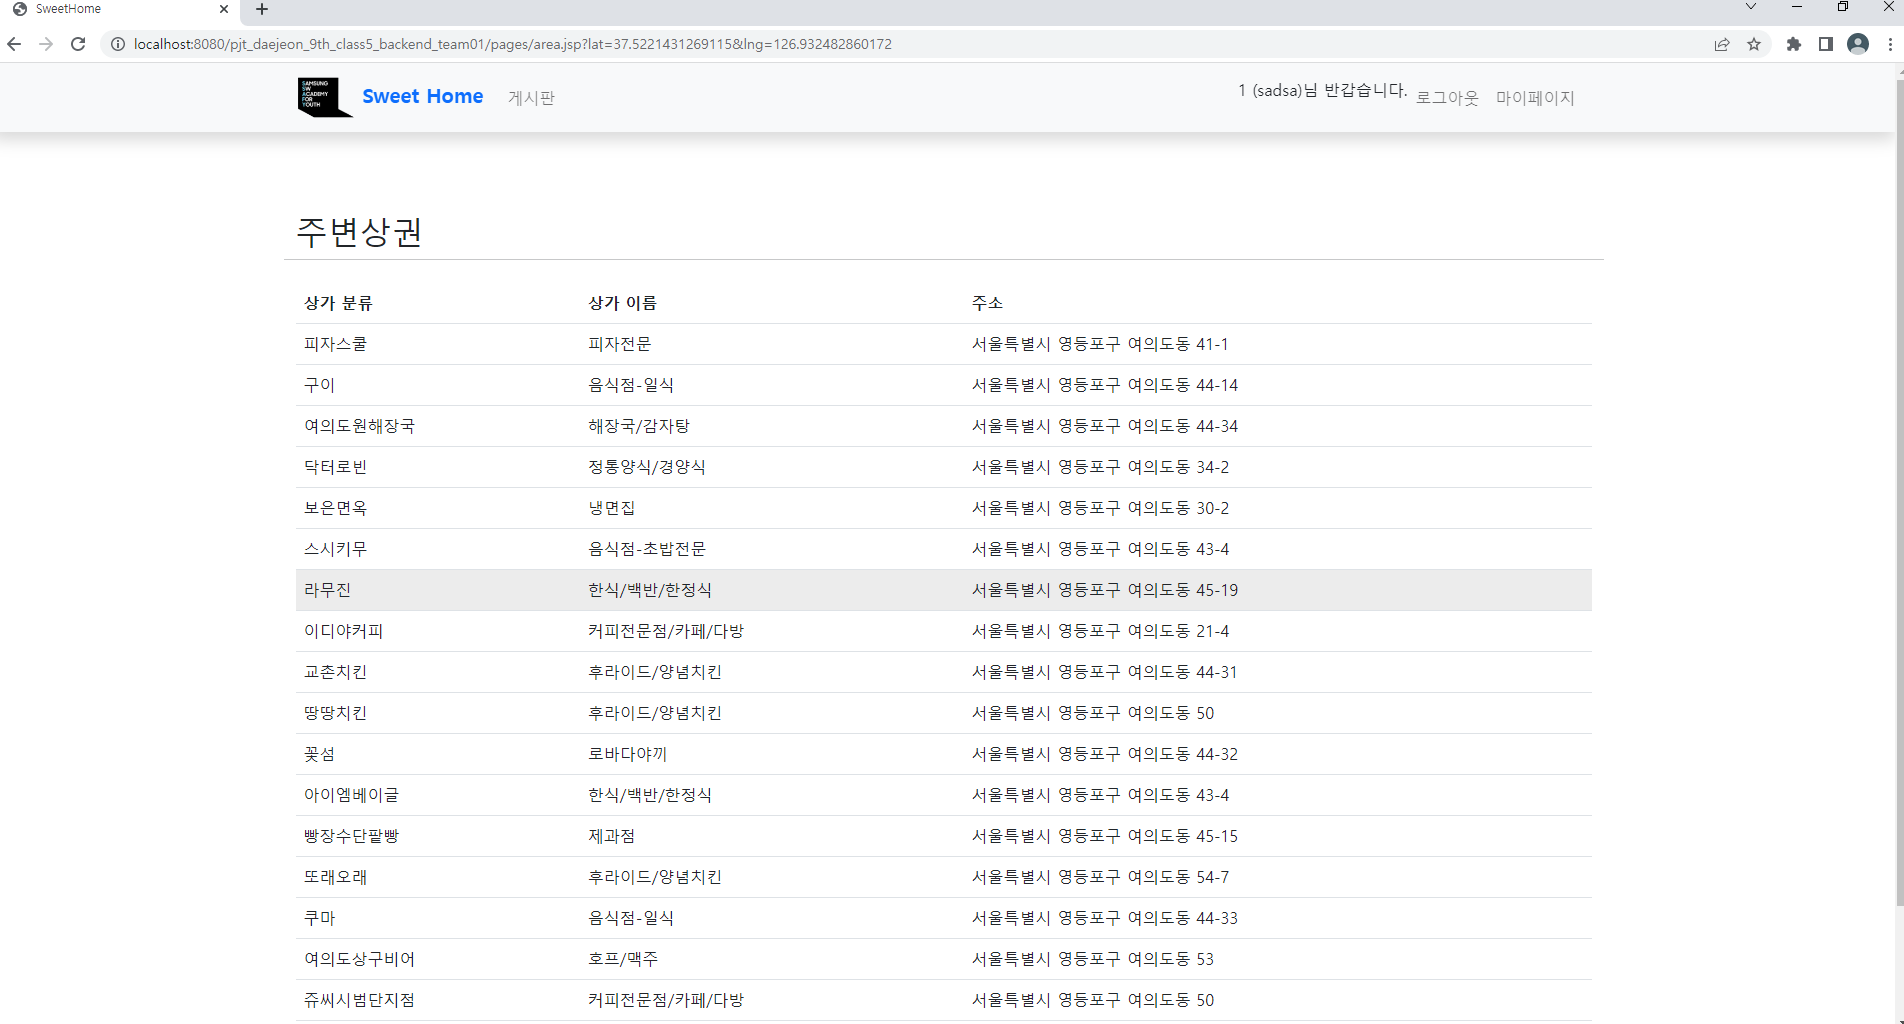 SweetHome
localhost:8080/pjt_daejeon_9th_class5_backend_team01/pages/area.jsp?lat=37.5221431269115&lng=126.932482860172
SAMSUNG
SW
ACADEMY
FOR
YOUTH
Sweet Home 게시판 1 (sadsa)님 반갑습니다. 로그아웃 마이페이지
주변상권
상가 분류 상가 이름 주소
피자스쿨 피자전문 서울특별시 영등포구 여의도동 41-1
구이 음식점-일식 서울특별시 영등포구 여의도동 44-14
여의도원해장국 해장국/감자탕 서울특별시 영등포구 여의도동 44-34
닥터로빈 정통양식/경양식 서울특별시 영등포구 여의도동 34-2
보은면옥 냉면집 서울특별시 영등포구 여의도동 30-2
스시키무 음식점-초밥전문 서울특별시 영등포구 여의도동 43-4
라무진 한식/백반/한정식 서울특별시 영등포구 여의도동 45-19
이디야커피 커피전문점/카페/다방 서울특별시 영등포구 여의도동 21-4
교촌치킨 후라이드/양념치킨 서울특별시 영등포구 여의도동 44-31
땅땅치킨 후라이드/양념치킨 서울특별시 영등포구 여의도동 50
꽃섬 로바다야끼 서울특별시 영등포구 여의도동 44-32
아이엠베이글 한식/백반/한정식 서울특별시 영등포구 여의도동 43-4
빵장수단팥빵 제과점 서울특별시 영등포구 여의도동 45-15
또래오래 후라이드/양념치킨 서울특별시 영등포구 여의도동 54-7
쿠마 음식점-일식 서울특별시 영등포구 여의도동 44-33
여의도상구비어 호프/맥주 서울특별시 영등포구 여의도동 53
쥬씨시범단지점 커피전문점/카페/다방 서울특별시 영등포구 여의도동 50